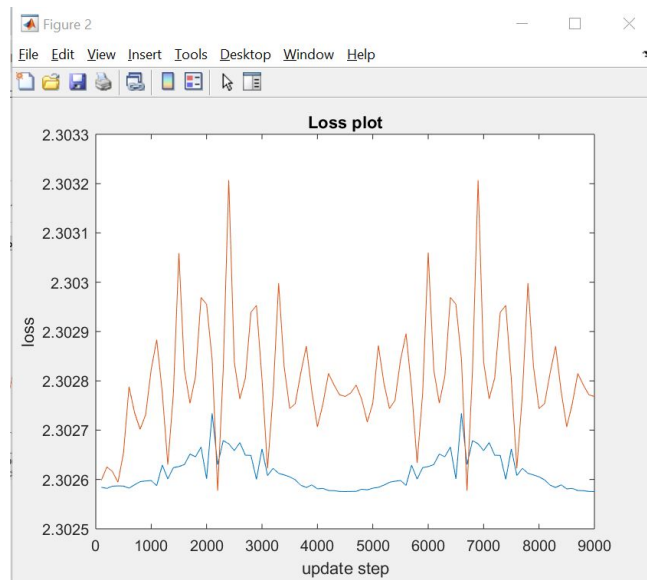 Figure 2
File Edit View Insert Tools Desktop Window Help
Loss plot
2.3033
2.3032
2.3031
2.303
2.3029
2.3028
2.3027
2.3026
2.3025
loss
0 1000 2000 3000 4000 5000 6000 7000 8000 9000
update step